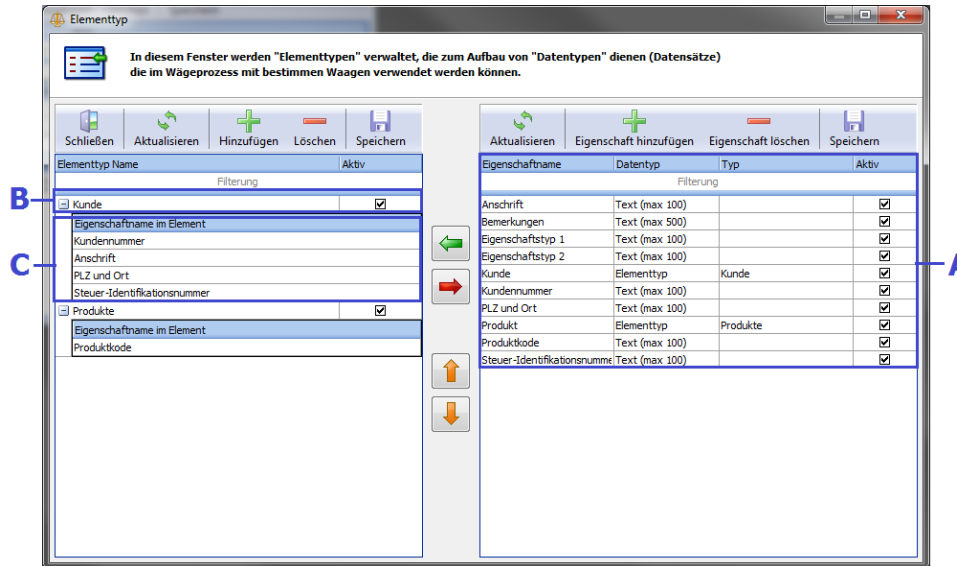 Elementtyp
In diesem Fenster werden "Elementtypen" verwaltet, die zum Aufbau von "Datentypen" dienen (Datensätze)
die im Wägeprozess mit bestimmen Waagen verwendet werden können.
Schließen Aktualisieren Hinzufügen Löschen Speichern
Elementtyp Name Aktiv
Filterung
B
Kunde
Eigenschaftname im Element
Kundennummer
C
Anschrift
PLZ und Ort
Steuer-Identifikationsnummer
Produkte
Eigenschaftname im Element
Produktkode
Aktualisieren Eigenschaft hinzufügen Eigenschaft löschen Speichern
Eigenschaftname Datentyp Typ Aktiv
Filterung
Anschrift Text (max 100)
Bemerkungen Text (max 500)
Eigenschaftstyp 1 Text (max 100)
Eigenschaftstyp 2 Text (max 100)
Kunde Elementtyp Kunde
A
Kundennummer Text (max 100)
PLZ und Ort Text (max 100)
Produkt Elementtyp Produkte
Produktkode Text (max 100)
Steuer-Identifikationsnumme Text (max 100)